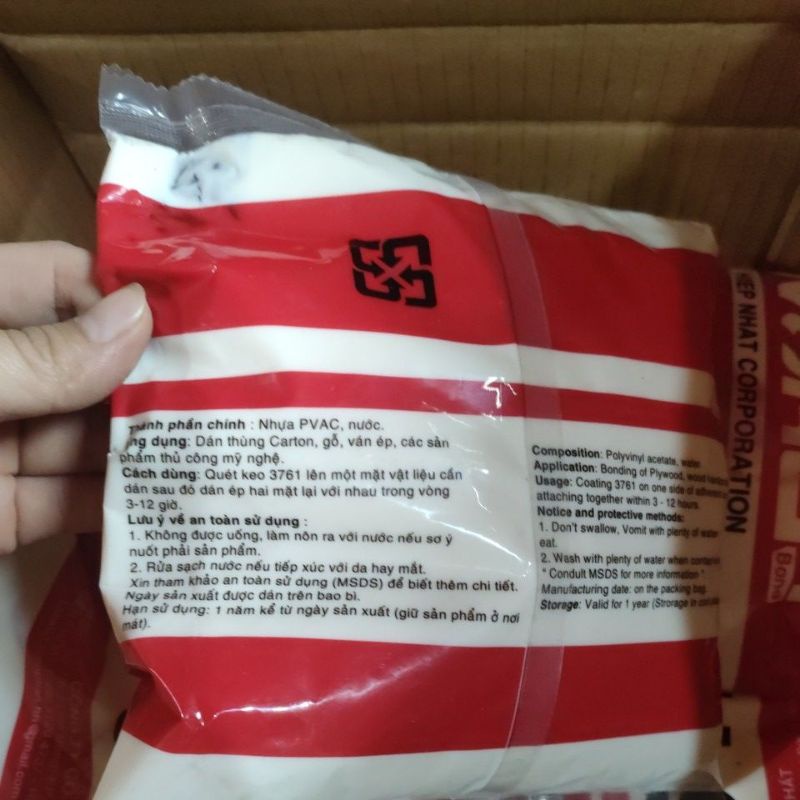 Thành phần chính : Nhựa PVAC, nước.
Ứng dụng: Dán thùng Carton, gỗ, ván ép, các sản
phẩm thủ công mỹ nghệ.
Cách dùng: Quét keo 3761 lên một mặt vật liệu cần
dán sau đó dán ép hai mặt lại với nhau trong vòng
3-12 giờ.
Lưu ý về an toàn sử dụng :
1. Không được uống, làm nôn ra với nước nếu sơ ý
nuốt phải sản phẩm.
2. Rửa sạch nước nếu tiếp xúc với da hay mắt.
Xin tham khảo an toàn sử dụng (MSDS) để biết thêm chi tiết.
Ngày sản xuất được dán trên bao bì.
Hạn sử dụng: 1 năm kể từ ngày sản xuất (giữ sản phẩm ở nơi
mát).
Composition: Polyvinyl acetate, water.
Application: Bonding of Plywood, wood
Usage: Coating 3761 on one side of
attaching together within 3 - 12 hours.
Notice and protective methods:
1. Don't swallow, Vomit with plenty of water
eat.
2. Wash with plenty of water when
* Condult MSDS for more information *
Manufacturing date: on the packing bag.
Storage: Valid for 1 year (Strorage in
NHAT CORPORATION